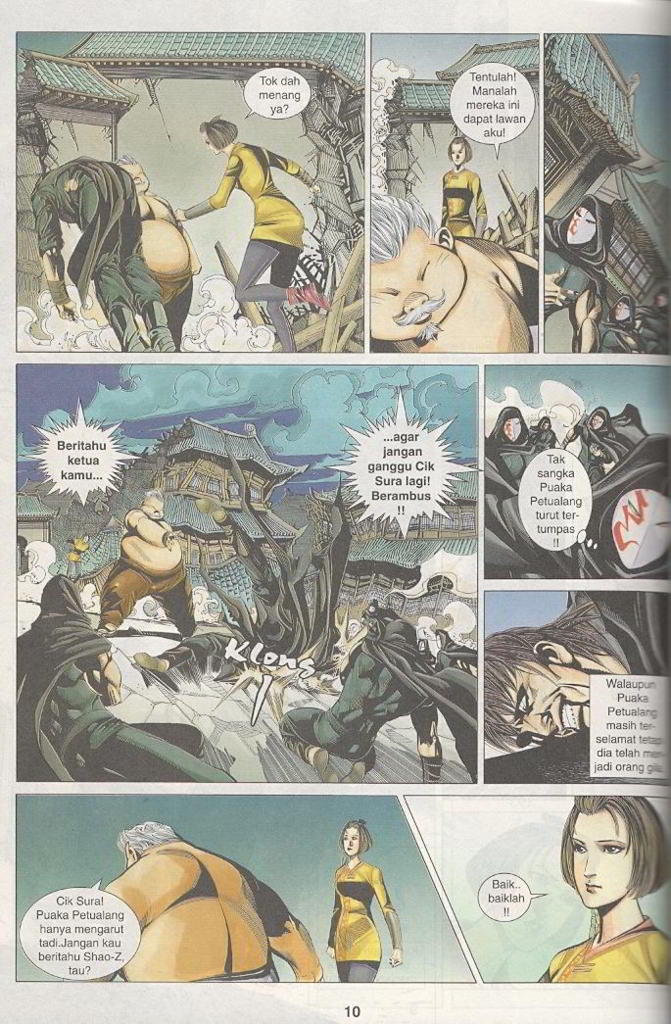 Tok dah
menang
ya?
Tentulah!
Manalah
mereka ini
dapat lawan
aku!
Beritahu
ketua
kamu...
...agar
jangan
ganggu Cik
Sura lagi!
Berambus
!!
Klong
Tak
sangka
Puaka
Petualang
turut ter-
tumpas
!!
Walaupun
Puaka
Petualang
masih ter-
selamat
dia telah
jadi orang
Cik Sura!
Puaka Petualang
hanya mengarut
tadi.Jangan kau
beritahu Shao-Z,
tau?
Baik..
baiklah
!!
10